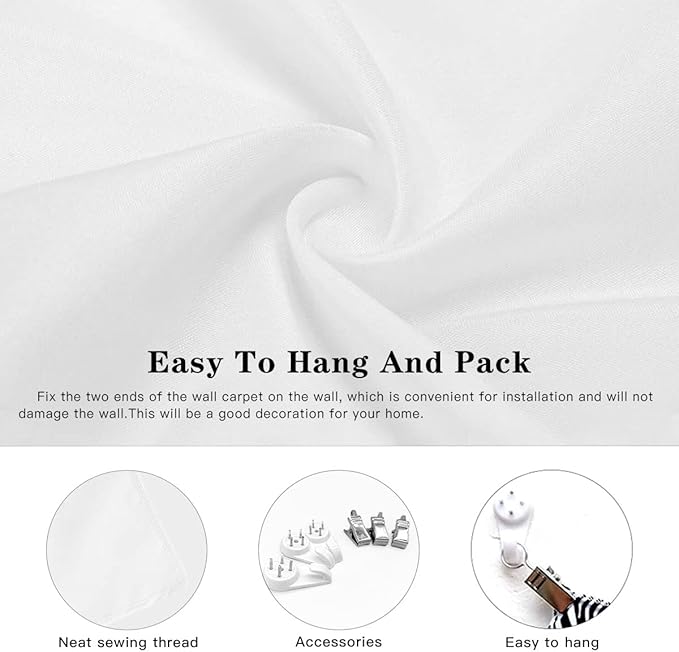 Easy To Hang And Pack
Fix the two ends of the wall carpet on the wall, which is convenient for installation and will not
damage the wall.This will be a good decoration for your home.
Neat sewing thread
Accessories
Easy to hang